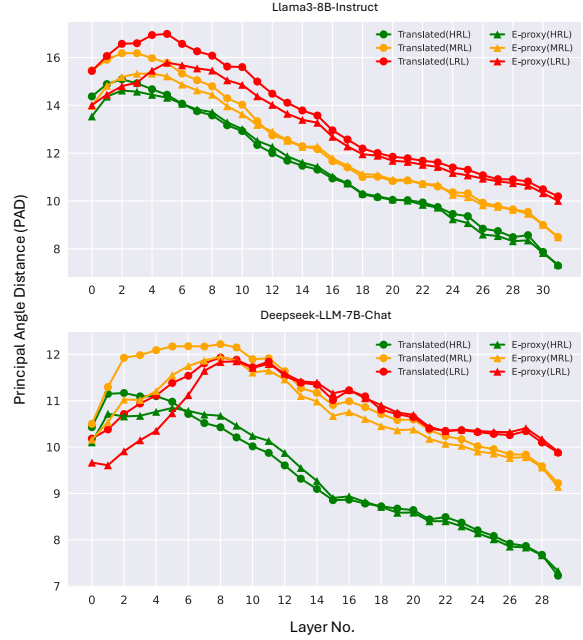 Llama3-8B-Instruct
Translated(HRL) E-proxy(HRL)
Translated(MRL) E-proxy(MRL)
Translated(LRL) E-proxy(LRL)
16
14
12
10
8
0 2 4 6 8 10 12 14 16 18 20 22 24 26 28 30
Principal Angle Distance (PAD)
Deepseek-LLM-7B-Chat
Translated(HRL) E-proxy(HRL)
Translated(MRL) E-proxy(MRL)
Translated(LRL) E-proxy(LRL)
12
11
10
9
8
7
0 2 4 6 8 10 12 14 16 18 20 22 24 26 28
Layer No.